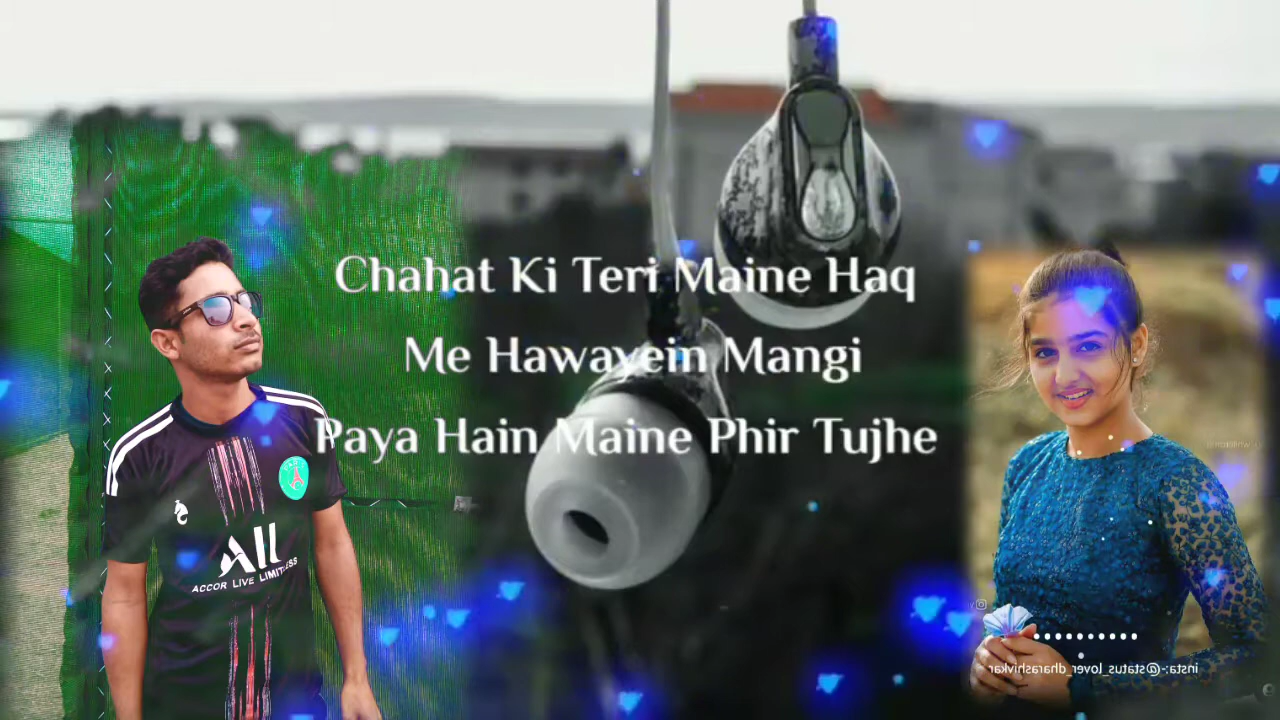 Chahat Ki Teri Maine Haq
Me Hawayein Mangi
Paya Hain Maine Phir Tujhe
ALL
ACCOR LIVE LIMITLESS
insta:-@status_lover_dharashivkar